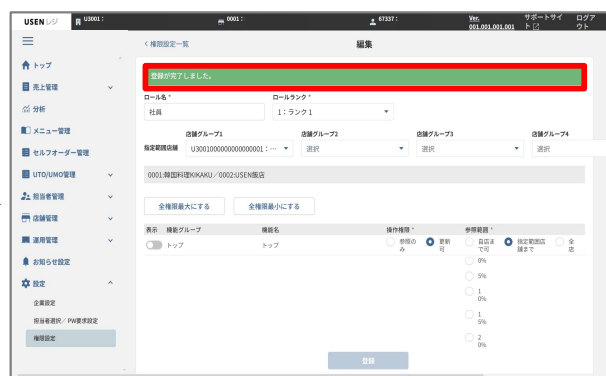 USENレジ U3001： 0001： 67337： Ver. 001.001.001.001 サポートサイト ログアウト
権限設定一覧 編集
トップ
売上管理
分析
メニュー管理
セルフオーダー管理
UTO/UMO管理
担当者管理
店舗管理
運用管理
お知らせ設定
設定
企業設定
担当者選択／PW要求設定
権限設定
登録が完了しました。
ロール名 * ロールランク *
社員 1：ランク1
店舗グループ1 店舗グループ2 店舗グループ3 店舗グループ4
指定範囲店舗 U3001000000000000001：… 選択 選択 選択
0001:韓国料理KIKAKU／0002:USEN飯店
全権限最大にする 全権限最小にする
表示 機能グループ 機能名 操作権限 * 参照範囲 *
トップ トップ 参照のみ 更新可 自店まで可 指定範囲店舗まで 全店
0%
5%
10%
15%
20%
登録